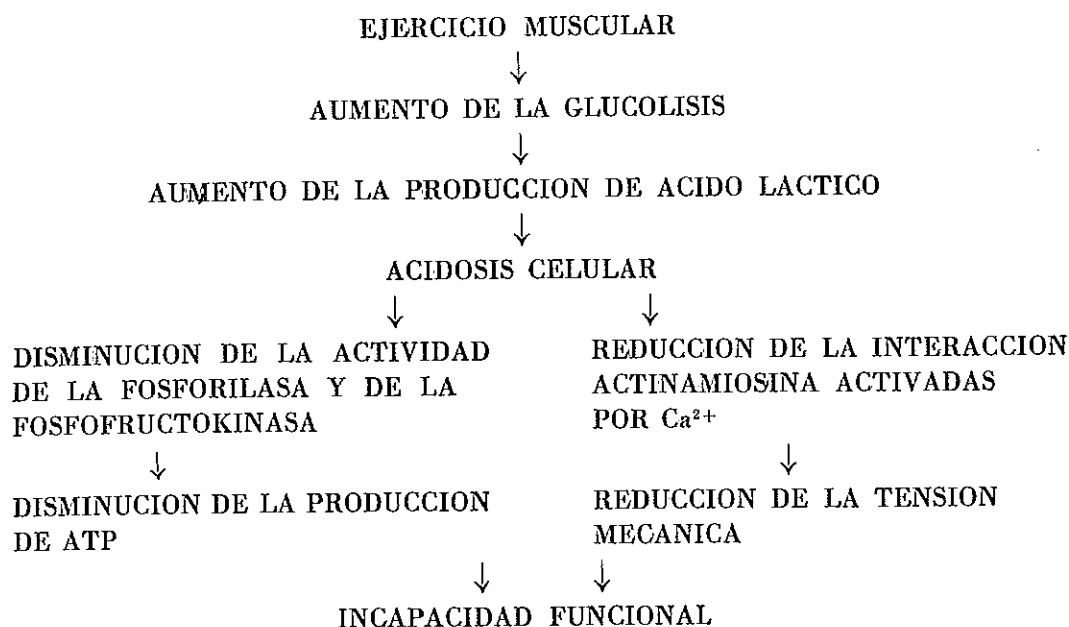 EJERCICIO MUSCULAR
↓
AUMENTO DE LA GLUCOLISIS
↓
AUMENTO DE LA PRODUCCION DE ACIDO LACTICO
↓
ACIDOSIS CELULAR
↓ ↓
DISMINUCION DE LA ACTIVIDAD
DE LA FOSFORILASA Y DE LA
FOSFOFRUCTOKINASA
↓
DISMINUCION DE LA PRODUCCION
DE ATP
REDUCCION DE LA INTERACCION
ACTINAMIOSINA ACTIVADAS
POR Ca²⁺
↓
REDUCCION DE LA TENSION
MECANICA
↓ ↓
INCAPACIDAD FUNCIONAL